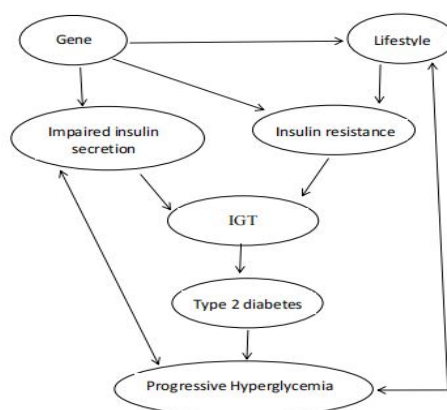 Gene
Lifestyle
Impaired insulin
secretion
Insulin resistance
IGT
Type 2 diabetes
Progressive Hyperglycemia